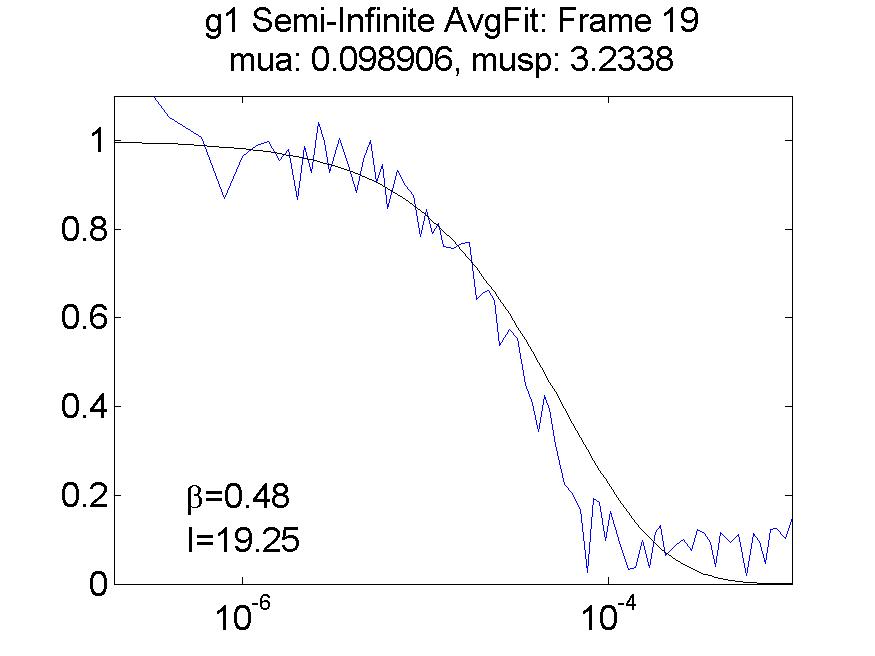 g1 Semi-Infinite AvgFit: Frame 19
mua: 0.098906, musp: 3.2338
1
0.8
0.6
0.4
0.2
0
β=0.48
I=19.25
10^-6
10^-4